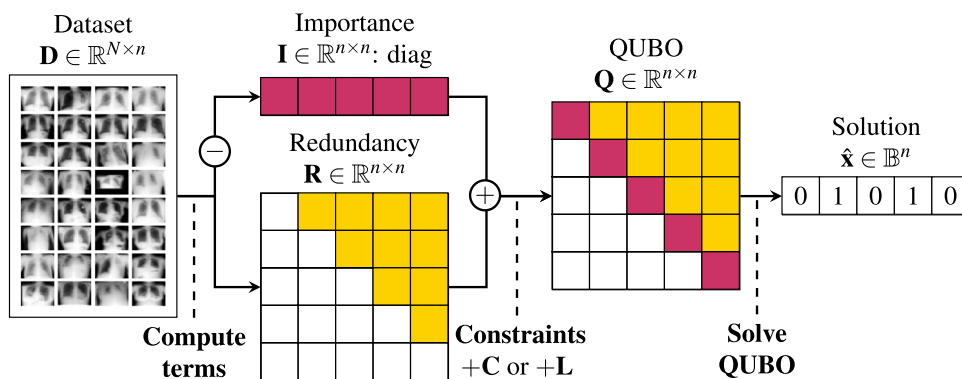 Dataset
D ∈ ℝ^{N×n}
Importance
I ∈ ℝ^{n×n}: diag
−
Redundancy
R ∈ ℝ^{n×n}
+
QUBO
Q ∈ ℝ^{n×n}
Solution
x̂ ∈ 𝔹^n
0 1 0 1 0
Compute
terms
Constraints
+C or +L
Solve
QUBO